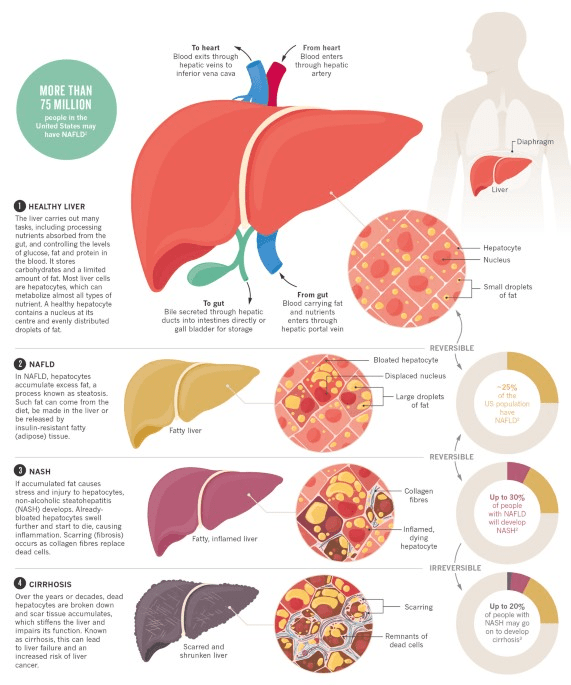 To heart
Blood exits through
hepatic veins to
inferior vena cava
From heart
Blood enters
through hepatic
artery
MORE THAN
75 MILLION
people in the
United States may
have NAFLD¹
Diaphragm
Liver
1 HEALTHY LIVER
The liver carries out many
tasks, including processing
nutrients absorbed from the
gut, and controlling the levels
of glucose, fat and protein in
the blood. It stores
carbohydrates and a limited
amount of fat. Most liver cells
are hepatocytes, which can
metabolize almost all types of
nutrient. A healthy hepatocyte
contains a nucleus at its
centre and evenly distributed
droplets of fat.
Hepatocyte
Nucleus
Small droplets
of fat
To gut
Bile secreted through hepatic
ducts into intestines directly or
gall bladder for storage
From gut
Blood carrying fat
and nutrients
enters through
hepatic portal vein
REVERSIBLE
2 NAFLD
In NAFLD, hepatocytes
accumulate excess fat, a
process known as steatosis.
Such fat can come from the
diet, be made in the liver or
be released by
insulin-resistant fatty
(adipose) tissue.
Fatty liver
Bloated hepatocyte
Displaced nucleus
Large droplets
of fat
~25%
of the
US population
have
NAFLD²
REVERSIBLE
3 NASH
If accumulated fat causes
stress and injury to hepatocytes,
non-alcoholic steatohepatitis
(NASH) develops. Already-
bloated hepatocytes swell
further and start to die, causing
inflammation. Scarring (fibrosis)
occurs as collagen fibres replace
dead cells.
Fatty, inflamed liver
Collagen
fibres
Inflamed,
dying
hepatocyte
Up to 30%
of people
with NAFLD
will develop
NASH³
IRREVERSIBLE
4 CIRRHOSIS
Over the years or decades, dead
hepatocytes are broken down
and scar tissue accumulates,
which stiffens the liver and
impairs its function. Known
as cirrhosis, this can lead
to liver failure and an
increased risk of liver
cancer.
Scarred and
shrunken liver
Scarring
Remnants of
dead cells
Up to 20%
of people with
NASH may go
on to develop
cirrhosis³